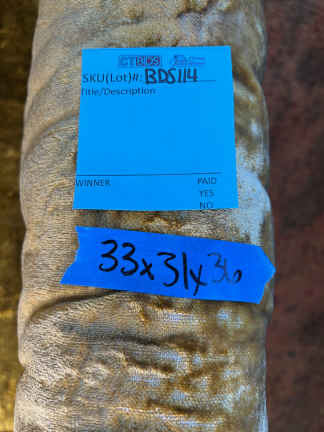 CTBIDS
SKU(Lot)#: BDS114
Title/Description
WINNER PAID
YES
NO
33x31x36